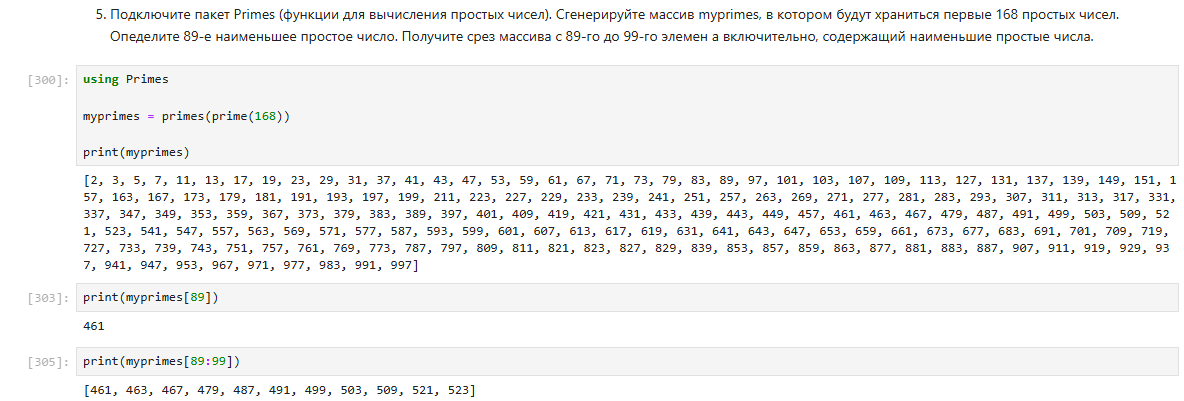 5. Подключите пакет Primes (функции для вычисления простых чисел). Сгенерируйте массив myprimes, в котором будут храниться первые 168 простых чисел.
Опеделите 89-е наименьшее простое число. Получите срез массива с 89-го до 99-го элемен а включительно, содержащий наименьшие простые числа.
[300]: using Primes
myprimes = primes(prime(168))
print(myprimes)
[2, 3, 5, 7, 11, 13, 17, 19, 23, 29, 31, 37, 41, 43, 47, 53, 59, 61, 67, 71, 73, 79, 83, 89, 97, 101, 103, 107, 109, 113, 127, 131, 137, 139, 149, 151, 1
57, 163, 167, 173, 179, 181, 191, 193, 197, 199, 211, 223, 227, 229, 233, 239, 241, 251, 257, 263, 269, 271, 277, 281, 283, 293, 307, 311, 313, 317, 331,
337, 347, 349, 353, 359, 367, 373, 379, 383, 389, 397, 401, 409, 419, 421, 431, 433, 439, 443, 449, 457, 461, 463, 467, 479, 487, 491, 499, 503, 509, 52
1, 523, 541, 547, 557, 563, 569, 571, 577, 587, 593, 599, 601, 607, 613, 617, 619, 631, 641, 643, 647, 653, 659, 661, 673, 677, 683, 691, 701, 709, 719,
727, 733, 739, 743, 751, 757, 761, 769, 773, 787, 797, 809, 811, 821, 823, 827, 829, 839, 853, 857, 859, 863, 877, 881, 883, 887, 907, 911, 919, 929, 93
7, 941, 947, 953, 967, 971, 977, 983, 991, 997]
[303]: print(myprimes[89])
461
[305]: print(myprimes[89:99])
[461, 463, 467, 479, 487, 491, 499, 503, 509, 521, 523]